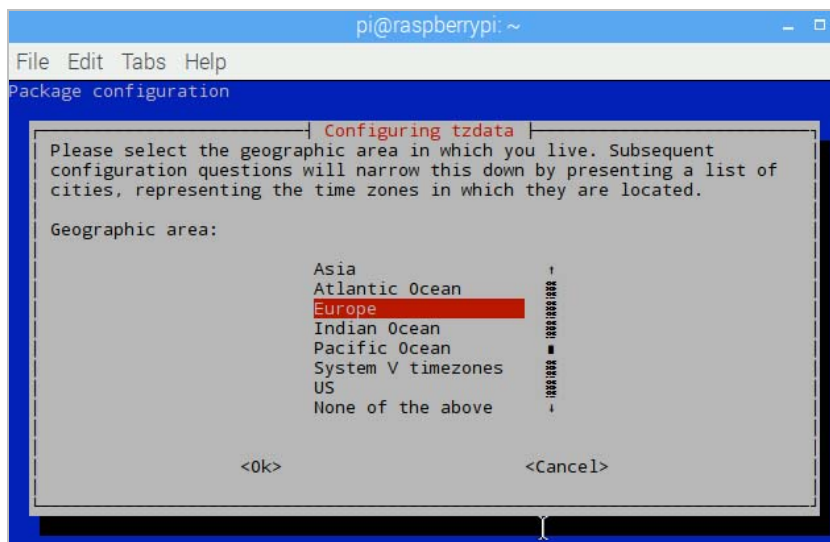 pi@raspberrypi: ~
File Edit Tabs Help
Package configuration
Configuring tzdata
Please select the geographic area in which you live. Subsequent
configuration questions will narrow this down by presenting a list of
cities, representing the time zones in which they are located.
Geographic area:
Asia
Atlantic Ocean
Europe
Indian Ocean
Pacific Ocean
System V timezones
US
None of the above
<Ok> <Cancel>